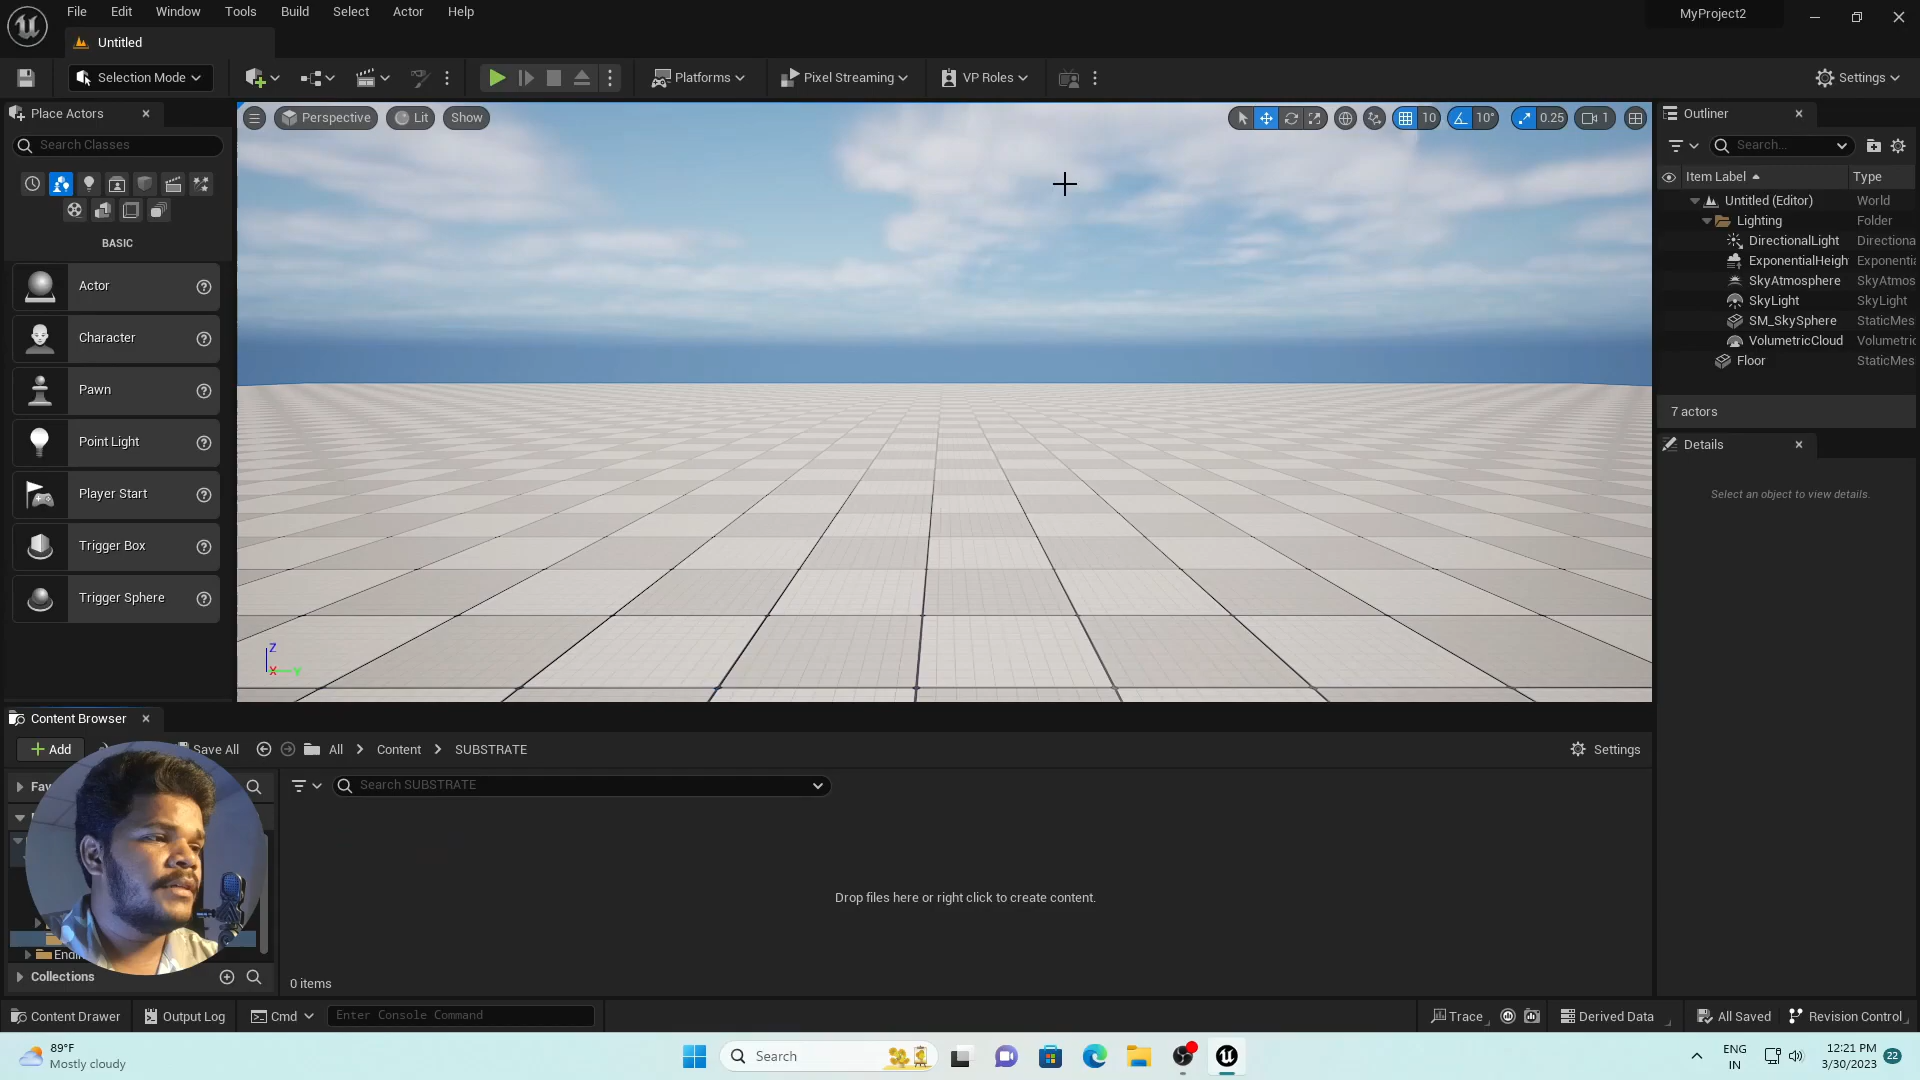 File Edit Window Tools Build Select Actor Help
MyProject2
Untitled
Selection Mode
Platforms
Pixel Streaming
VP Roles
Settings
Place Actors
Search Classes
BASIC
Actor
Character
Pawn
Point Light
Player Start
Trigger Box
Trigger Sphere
Perspective Lit Show
10 10° 0.25 1
X Y Z
Outliner
Search...
Item Label Type
Untitled (Editor) World
Lighting Folder
DirectionalLight Directiona
ExponentialHeigh Exponentia
SkyAtmosphere SkyAtmos
SkyLight SkyLight
SM_SkySphere StaticMes
VolumetricCloud Volumetric
Floor StaticMes
7 actors
Details
Select an object to view details.
Content Browser
Add Save All All Content SUBSTRATE Settings
Fav
Search SUBSTRATE
Drop files here or right click to create content.
Collections
0 items
Content Drawer Output Log Cmd Enter Console Command Trace Derived Data All Saved Revision Control
89°F
Mostly cloudy
Search
ENG
IN
12:21 PM
3/30/2023
22